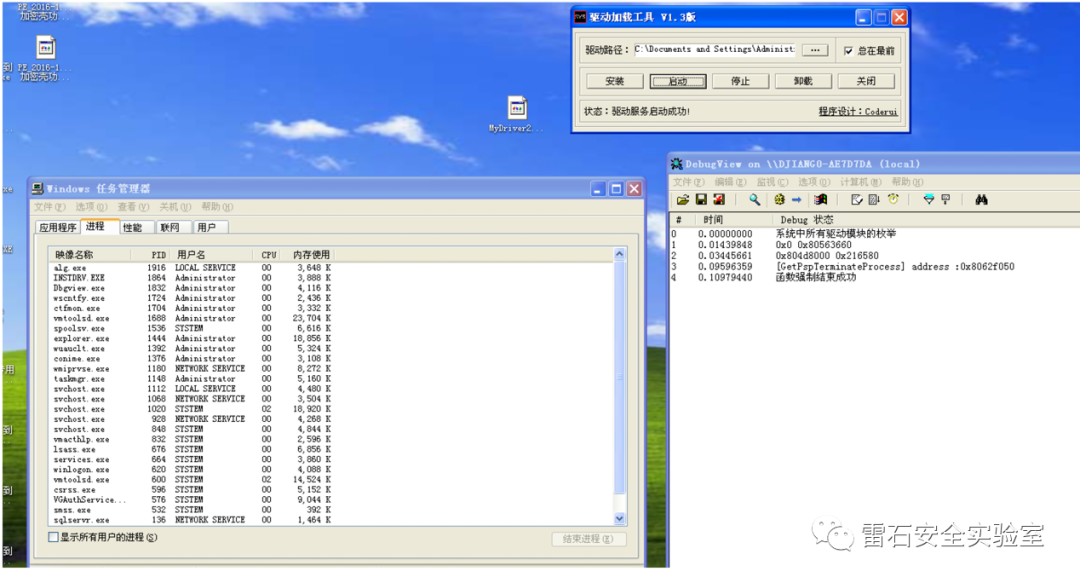 PE_2016-1...
加密壳功...
PE_2016-1...
加密壳功...
MyDriver2...
驱动加载工具 V1.3版
驱动路径： C:\Documents and Settings\Administ
...
总在最前
安装 启动 停止 卸载 关闭
状态：驱动服务启动成功!
程序设计：Coderui
Windows 任务管理器
文件(F) 选项(O) 查看(V) 关机(U) 帮助(H)
应用程序 进程 性能 联网 用户
映像名称 PID 用户名 CPU 内存使用
alg.exe 1916 LOCAL SERVICE 00 3,648 K
INSTDRV.EXE 1864 Administrator 00 3,888 K
Dbgview.exe 1832 Administrator 00 4,116 K
wscntfy.exe 1724 Administrator 00 2,436 K
ctfmon.exe 1704 Administrator 00 3,332 K
vmtoolsd.exe 1688 Administrator 00 23,704 K
spoolsv.exe 1536 SYSTEM 00 6,616 K
explorer.exe 1444 Administrator 00 18,856 K
wuauclt.exe 1392 Administrator 00 5,324 K
conime.exe 1376 Administrator 00 3,108 K
wmiprvse.exe 1180 NETWORK SERVICE 00 8,272 K
taskmgr.exe 1148 Administrator 00 5,160 K
svchost.exe 1112 LOCAL SERVICE 00 4,480 K
svchost.exe 1068 NETWORK SERVICE 00 3,504 K
svchost.exe 1020 SYSTEM 02 18,920 K
svchost.exe 928 NETWORK SERVICE 00 4,268 K
svchost.exe 848 SYSTEM 00 4,844 K
vmacthlp.exe 832 SYSTEM 00 2,596 K
lsass.exe 676 SYSTEM 00 6,856 K
services.exe 664 SYSTEM 00 3,860 K
winlogon.exe 620 SYSTEM 00 4,088 K
vmtoolsd.exe 600 SYSTEM 02 14,524 K
csrss.exe 596 SYSTEM 00 5,152 K
VGAuthService... 576 SYSTEM 00 9,044 K
smss.exe 532 SYSTEM 00 392 K
sqlservr.exe 136 NETWORK SERVICE 00 1,464 K
显示所有用户的进程(S)
结束进程(E)
DebugView on \\DJIANGO-AE7D7DA (local)
文件(F) 编辑(E) 监视(C) 选项(O) 计算机(M) 帮助(H)
# 时间 Debug 状态
0 0.00000000 系统中所有驱动模块的枚举
1 0.01439848 0x0 0x80563660
2 0.03445661 0x804d8000 0x216580
3 0.09596359 [GetPspTerminateProcess] address :0x8062f050
4 0.10979440 函数强制结束成功
雷石安全实验室